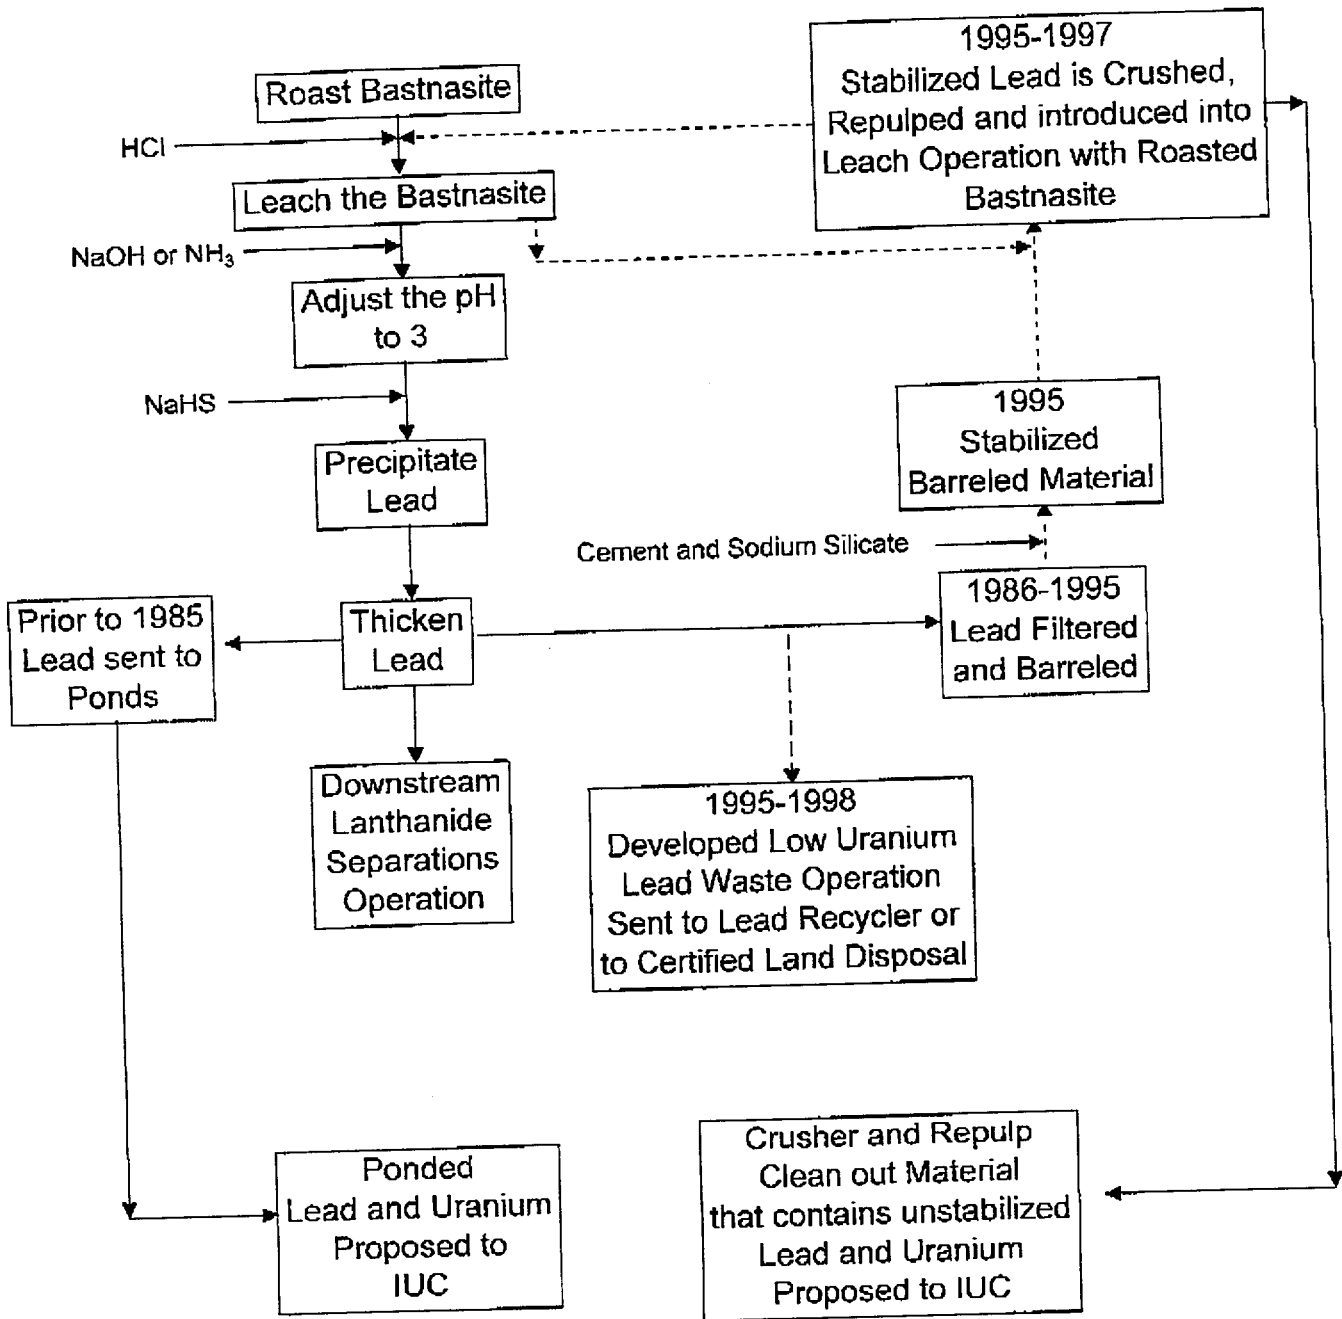 Roast Bastnasite
HCl
Leach the Bastnasite
NaOH or NH₃
Adjust the pH
to 3
NaHS
Precipitate
Lead
Thicken
Lead
Prior to 1985
Lead sent to
Ponds
Downstream
Lanthanide
Separations
Operation
1995-1997
Stabilized Lead is Crushed,
Repulped and introduced into
Leach Operation with Roasted
Bastnasite
1995
Stabilized
Barreled Material
Cement and Sodium Silicate
1986-1995
Lead Filtered
and Barreled
1995-1998
Developed Low Uranium
Lead Waste Operation
Sent to Lead Recycler or
to Certified Land Disposal
Ponded
Lead and Uranium
Proposed to
IUC
Crusher and Repulp
Clean out Material
that contains unstabilized
Lead and Uranium
Proposed to IUC